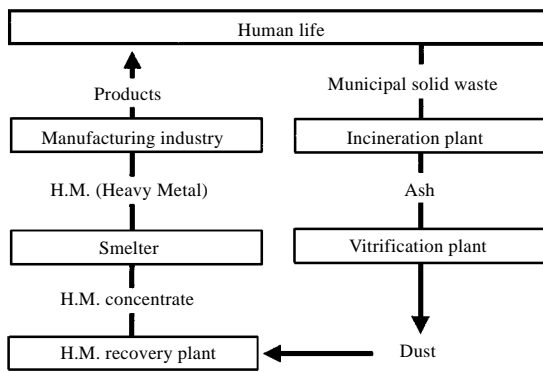 Human life
Products
Municipal solid waste
Manufacturing industry
Incineration plant
H.M. (Heavy Metal)
Ash
Smelter
Vitrification plant
H.M. concentrate
H.M. recovery plant
Dust